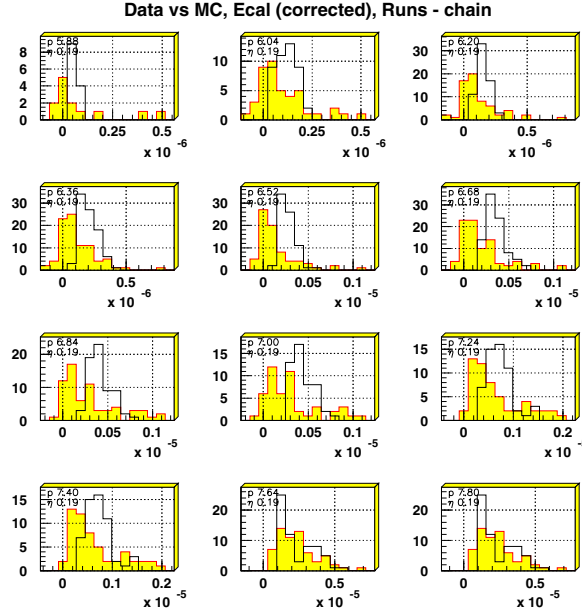 Data vs MC, Ecal (corrected), Runs - chain
p 5.88
η 0.19
8
6
4
2
0
0 0.25 0.5
x 10 -6
p 6.04
η 0.19
10
5
0
0 0.25 0.5
x 10 -6
p 6.20
η 0.19
30
20
10
0
0 0.5
x 10 -6
p 6.36
η 0.19
30
20
10
0
0 0.5
x 10 -6
p 6.52
η 0.19
30
20
10
0
0 0.05 0.1
x 10 -5
p 6.68
η 0.19
30
20
10
0
0 0.05 0.1
x 10 -5
p 6.84
η 0.19
20
10
0
0 0.05 0.1
x 10 -5
p 7.00
η 0.19
15
10
5
0
0 0.05 0.1
x 10 -5
p 7.24
η 0.19
15
10
5
0
0 0.1 0.2
x 10 -5
p 7.40
η 0.19
15
10
5
0
0 0.1 0.2
x 10 -5
p 7.64
η 0.19
20
10
0
0 0.5
x 10 -5
p 7.80
η 0.19
20
10
0
0 0.5
x 10 -5